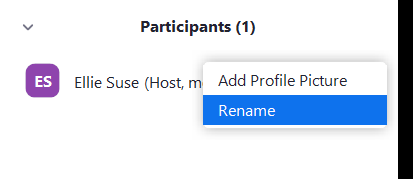 Participants (1)
ES Ellie Suse (Host, m
Add Profile Picture
Rename